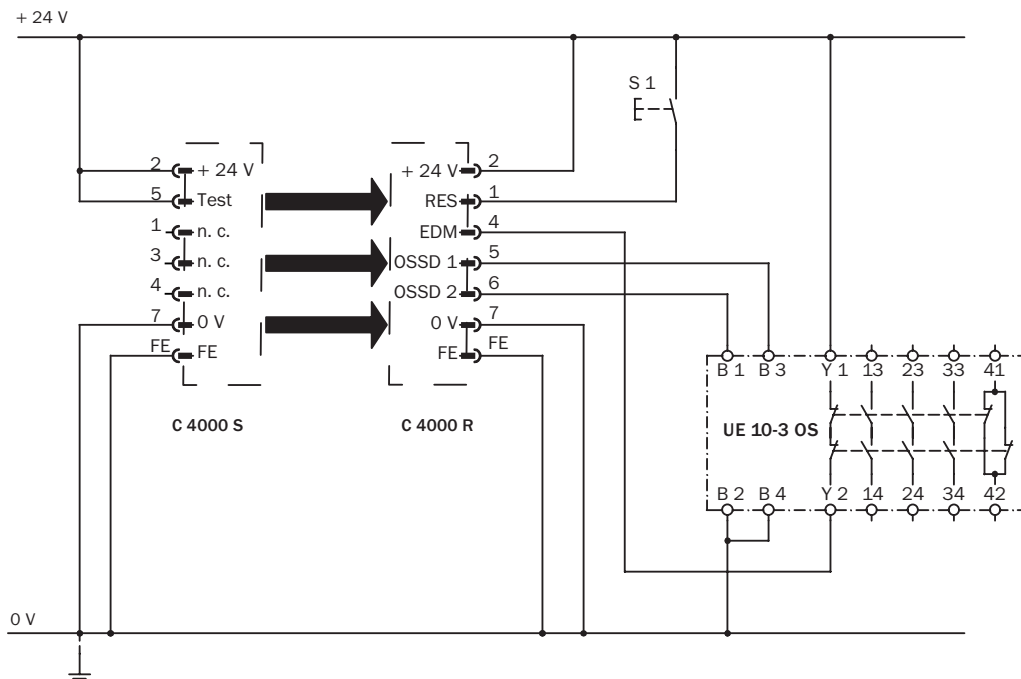 + 24 V
S 1
2 + 24 V
5 Test
1 n. c.
3 n. c.
4 n. c.
7 0 V
FE FE
C 4000 S
+ 24 V 2
RES 1
EDM 4
OSSD 1 5
OSSD 2 6
0 V 7
FE FE
C 4000 R
B 1 B 3 Y 1 13 23 33 41
UE 10-3 OS
B 2 B 4 Y 2 14 24 34 42
0 V